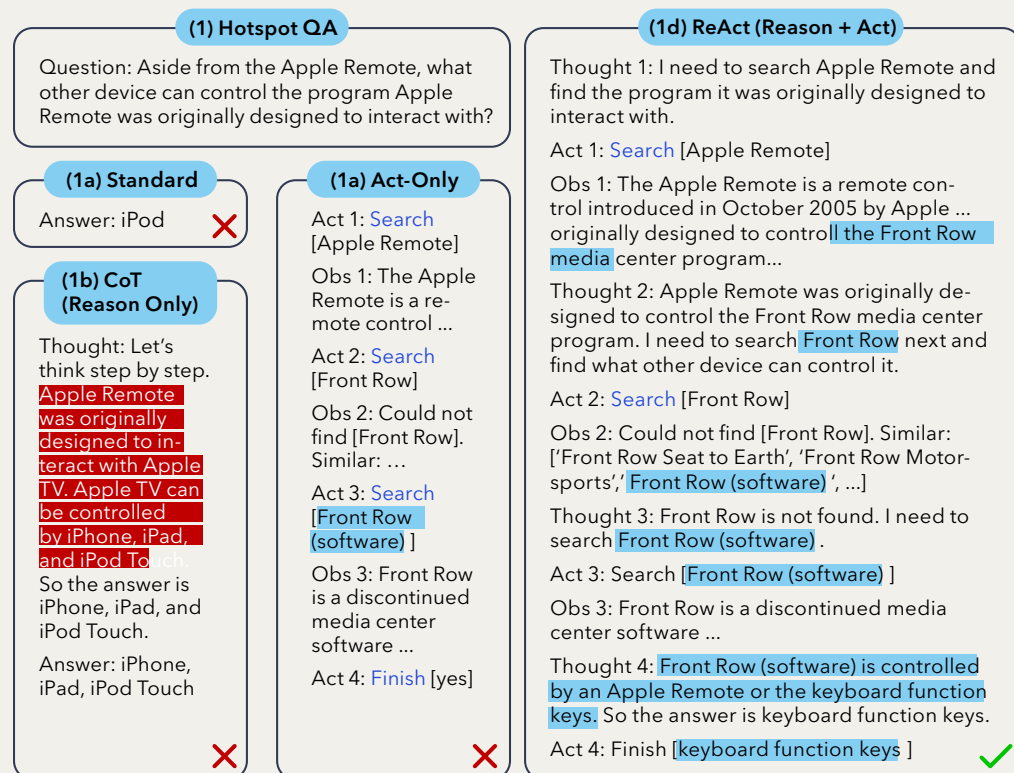 (1) Hotspot QA
Question: Aside from the Apple Remote, what
other device can control the program Apple
Remote was originally designed to interact with?
(1a) Standard
Answer: iPod
(1b) CoT
(Reason Only)
Thought: Let's
think step by step.
Apple Remote
was originally
designed to in-
teract with Apple
TV. Apple TV can
be controlled
by iPhone, iPad,
and iPod Touch.
So the answer is
iPhone, iPad, and
iPod Touch.
Answer: iPhone,
iPad, iPod Touch
(1a) Act-Only
Act 1: Search
[Apple Remote]
Obs 1: The Apple
Remote is a re-
mote control ...
Act 2: Search
[Front Row]
Obs 2: Could not
find [Front Row].
Similar: …
Act 3: Search
[Front Row
(software) ]
Obs 3: Front Row
is a discontinued
media center
software ...
Act 4: Finish [yes]
(1d) ReAct (Reason + Act)
Thought 1: I need to search Apple Remote and
find the program it was originally designed to
interact with.
Act 1: Search [Apple Remote]
Obs 1: The Apple Remote is a remote con-
trol introduced in October 2005 by Apple ...
originally designed to controll the Front Row
media center program...
Thought 2: Apple Remote was originally de-
signed to control the Front Row media center
program. I need to search Front Row next and
find what other device can control it.
Act 2: Search [Front Row]
Obs 2: Could not find [Front Row]. Similar:
['Front Row Seat to Earth', 'Front Row Motor-
sports',' Front Row (software) ', ...]
Thought 3: Front Row is not found. I need to
search Front Row (software) .
Act 3: Search [Front Row (software) ]
Obs 3: Front Row is a discontinued media
center software ...
Thought 4: Front Row (software) is controlled
by an Apple Remote or the keyboard function
keys. So the answer is keyboard function keys.
Act 4: Finish [keyboard function keys ]